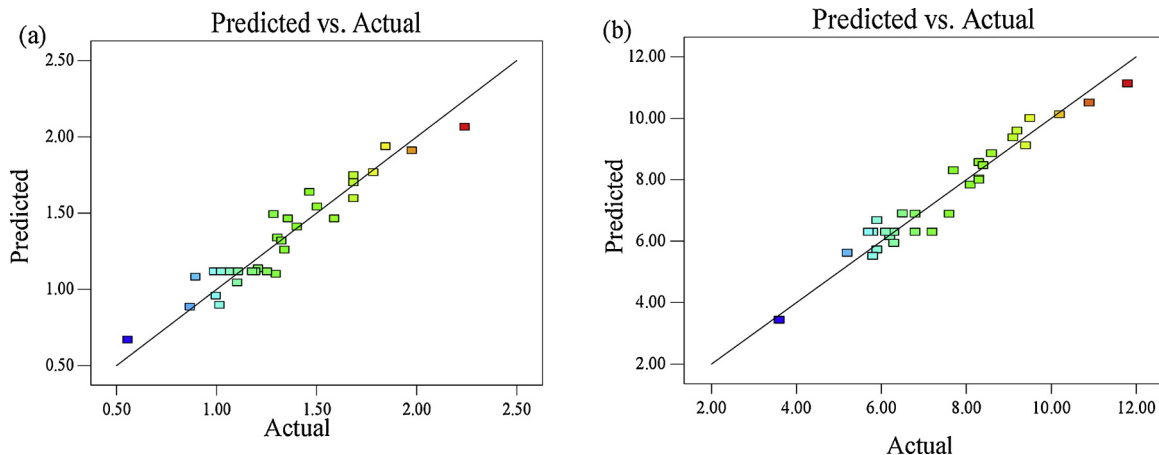 (a)
Predicted vs. Actual
2.50
2.00
1.50
1.00
0.50
Predicted
0.50 1.00 1.50 2.00 2.50
Actual
(b)
Predicted vs. Actual
12.00
10.00
8.00
6.00
4.00
2.00
Predicted
2.00 4.00 6.00 8.00 10.00 12.00
Actual